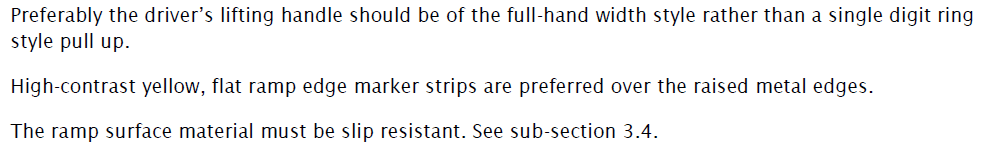 Preferably the driver’s lifting handle should be of the full-hand width style rather than a single digit ring
style pull up.
High-contrast yellow, flat ramp edge marker strips are preferred over the raised metal edges.
The ramp surface material must be slip resistant. See sub-section 3.4.